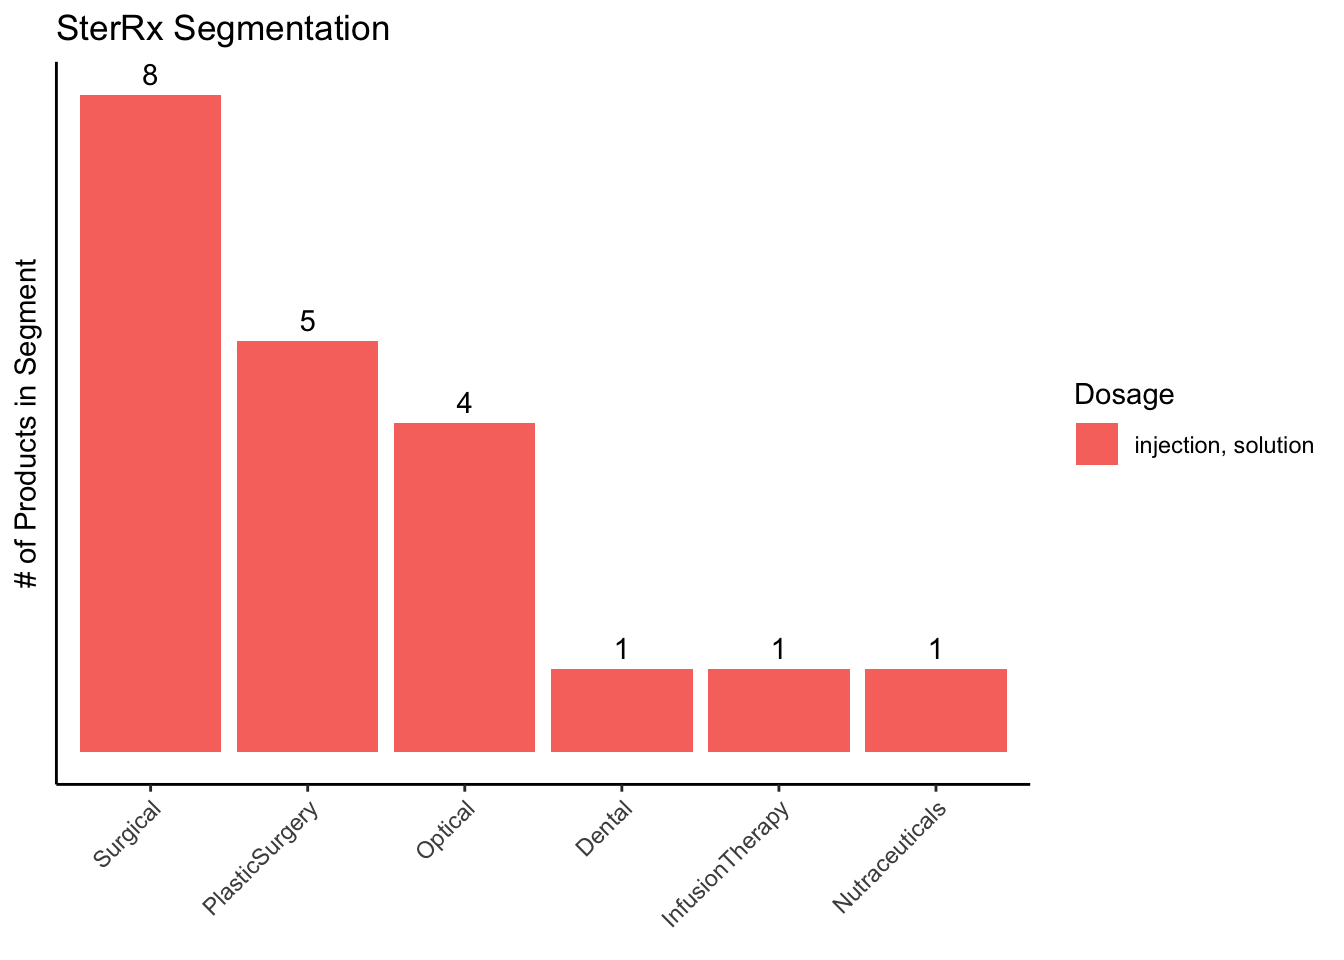 SterRx Segmentation
# of Products in Segment
8
5
4
1
1
1
Surgical
PlasticSurgery
Optical
Dental
InfusionTherapy
Nutraceuticals
Dosage
injection, solution